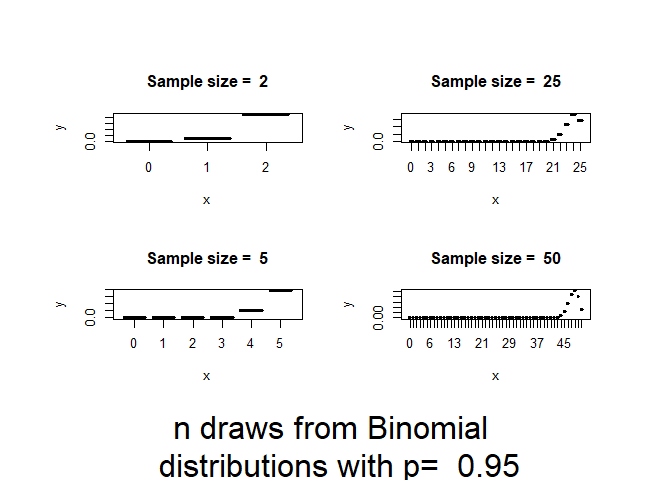 Sample size =  2
y
0.0
0 1 2
x
Sample size =  25
y
0.0
0 3 6 9 13 17 21 25
x
Sample size =  5
y
0.0
0 1 2 3 4 5
x
Sample size =  50
y
0.00
0 6 13 21 29 37 45
x
n draws from Binomial
distributions with p=  0.95